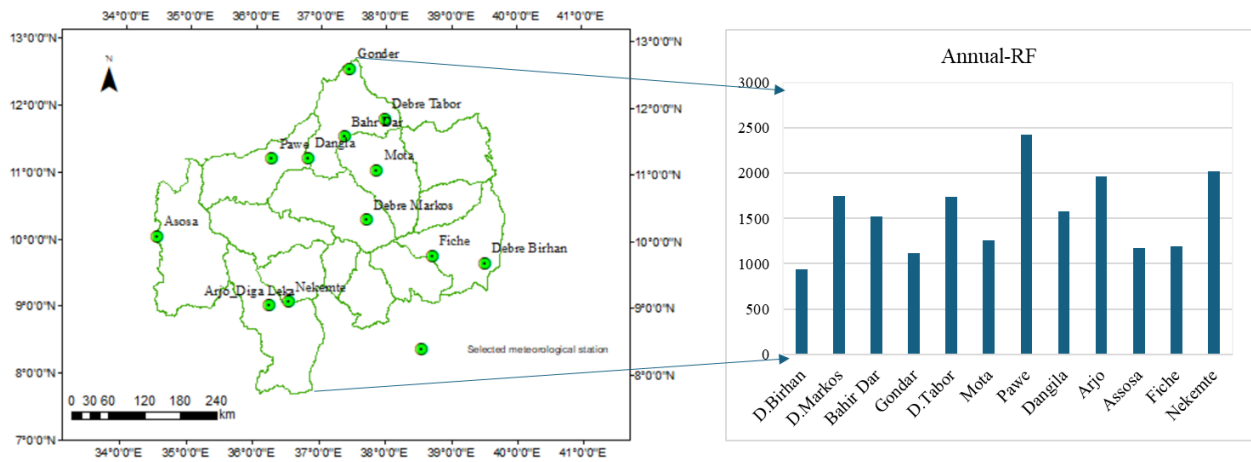 34°0'0"E 35°0'0"E 36°0'0"E 37°0'0"E 38°0'0"E 39°0'0"E 40°0'0"E 41°0'0"E
13°0'0"N
12°0'0"N
11°0'0"N
10°0'0"N
9°0'0"N
8°0'0"N
7°0'0"N
N
Gonder
Debre Tabor
Bahr Dar
Pawe
Dangla
Mota
Debre Markos
Asosa
Fiche
Debre Birhan
Arjo_Diga Leka
Nekemte
Selected meteorological station
0 30 60 120 180 240
km
13°0'0"N
12°0'0"N
11°0'0"N
10°0'0"N
9°0'0"N
8°0'0"N
34°0'0"E 35°0'0"E 36°0'0"E 37°0'0"E 38°0'0"E 39°0'0"E 40°0'0"E 41°0'0"E
Annual-RF
3000
2500
2000
1500
1000
500
0
D.Birhan
D.Markos
Bahir Dar
Gondar
D.Tabor
Mota
Pawe
Dangila
Arjo
Assosa
Fiche
Nekemte